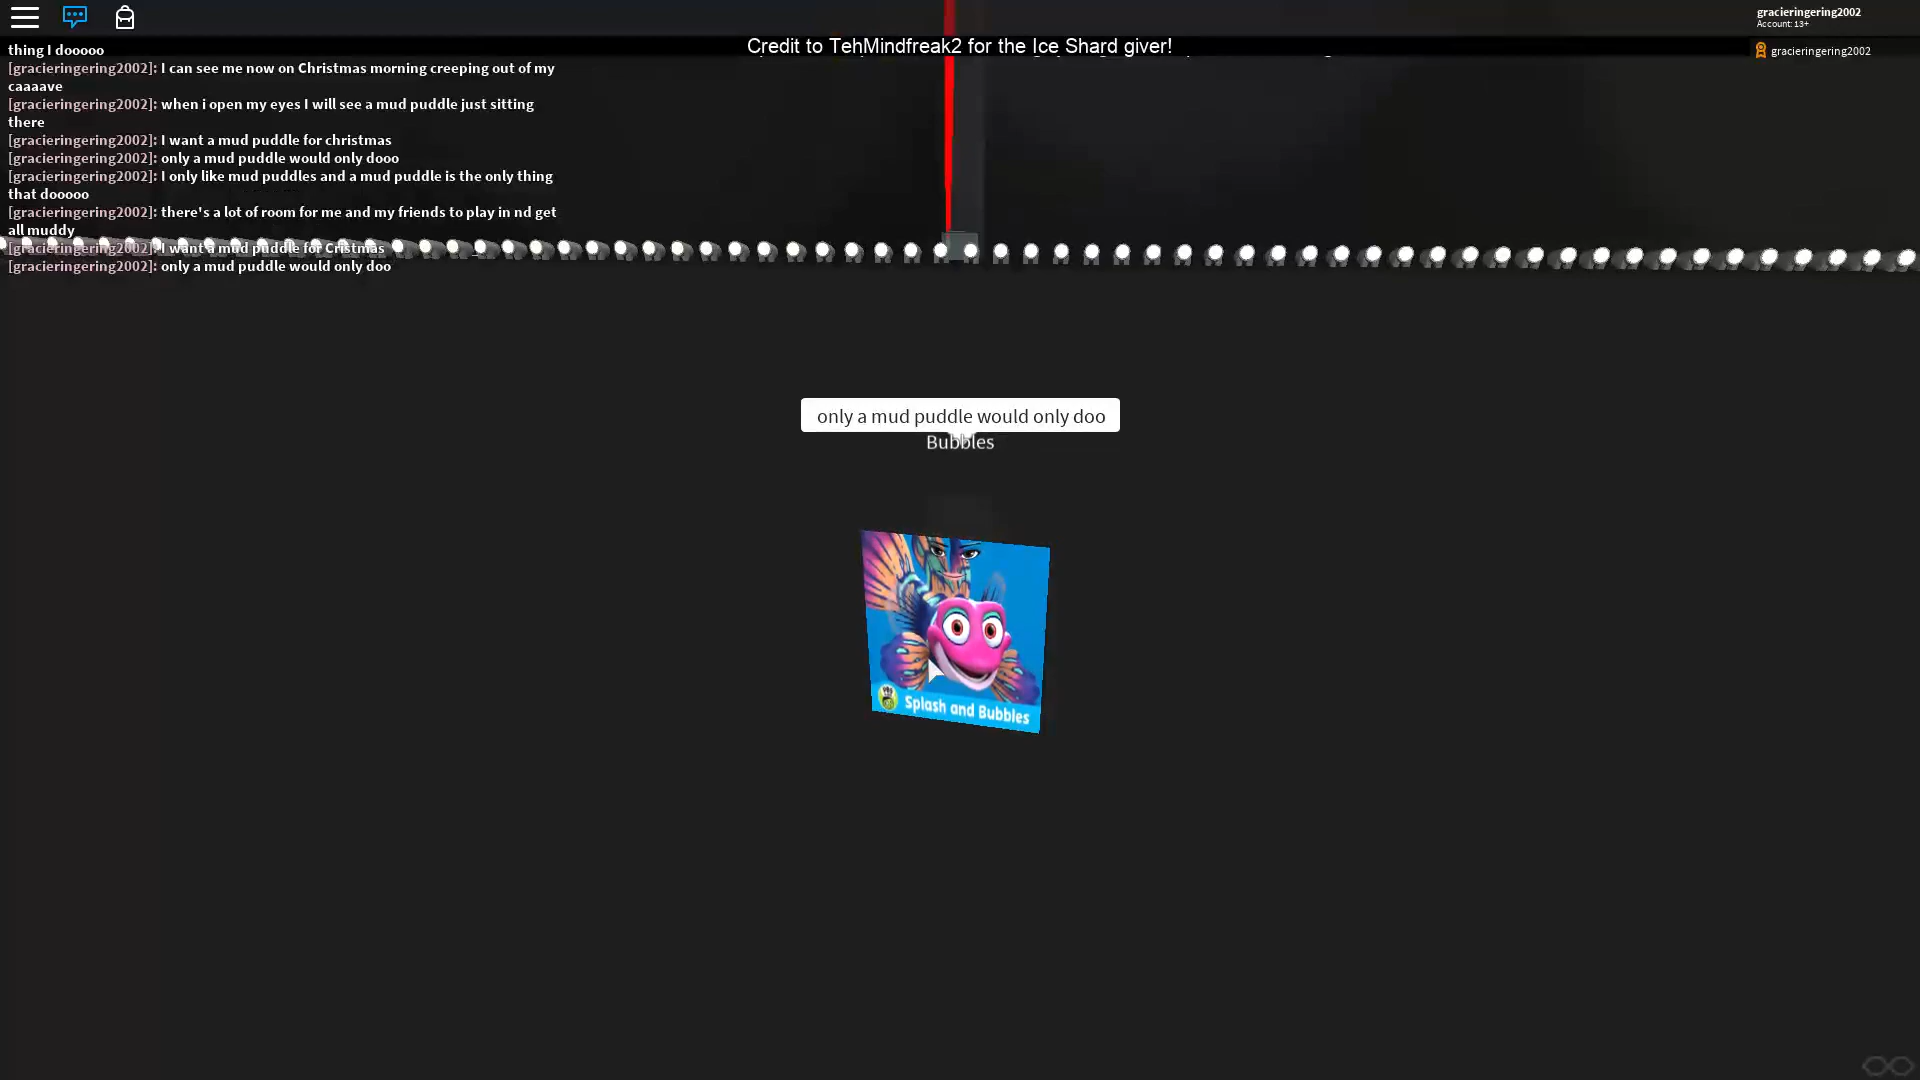 gracieringering2002
Account: 13+
Credit to TehMindfreak2 for the Ice Shard giver!
gracieringering2002
thing I dooooo
[gracieringering2002]: I can see me now on Christmas morning creeping out of my
caaaave
[gracieringering2002]: when i open my eyes I will see a mud puddle just sitting
there
[gracieringering2002]: I want a mud puddle for christmas
[gracieringering2002]: only a mud puddle would only dooo
[gracieringering2002]: I only like mud puddles and a mud puddle is the only thing
that dooooo
[gracieringering2002]: there's a lot of room for me and my friends to play in nd get
all muddy
[gracieringering2002]: I want a mud puddle for Cristmas
[gracieringering2002]: only a mud puddle would only doo
only a mud puddle would only doo
Bubbles
Splash and Bubbles